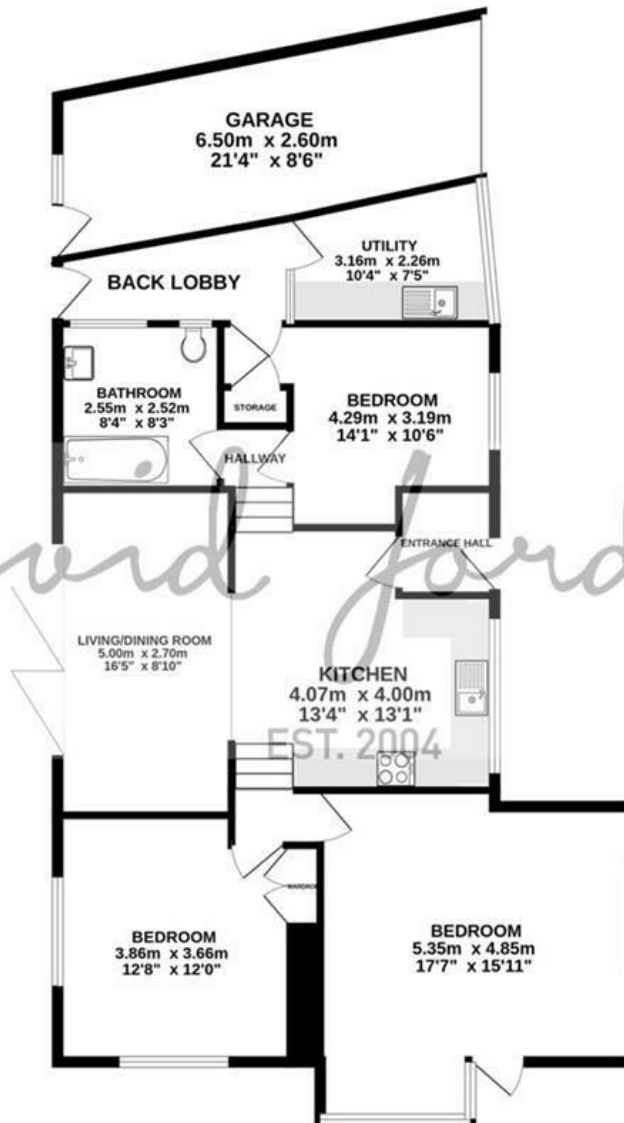 GARAGE
6.50m x 2.60m
21'4" x 8'6"
UTILITY
3.16m x 2.26m
10'4" x 7'5"
BACK LOBBY
BATHROOM
2.55m x 2.52m
8'4" x 8'3"
STORAGE
BEDROOM
4.29m x 3.19m
14'1" x 10'6"
HALLWAY
ENTRANCE HALL
ford
LIVING/DINING ROOM
5.00m x 2.70m
16'5" x 8'10"
KITCHEN
4.07m x 4.00m
13'4" x 13'1"
EST. 2004
BEDROOM
3.86m x 3.66m
12'8" x 12'0"
BEDROOM
5.35m x 4.85m
17'7" x 15'11"